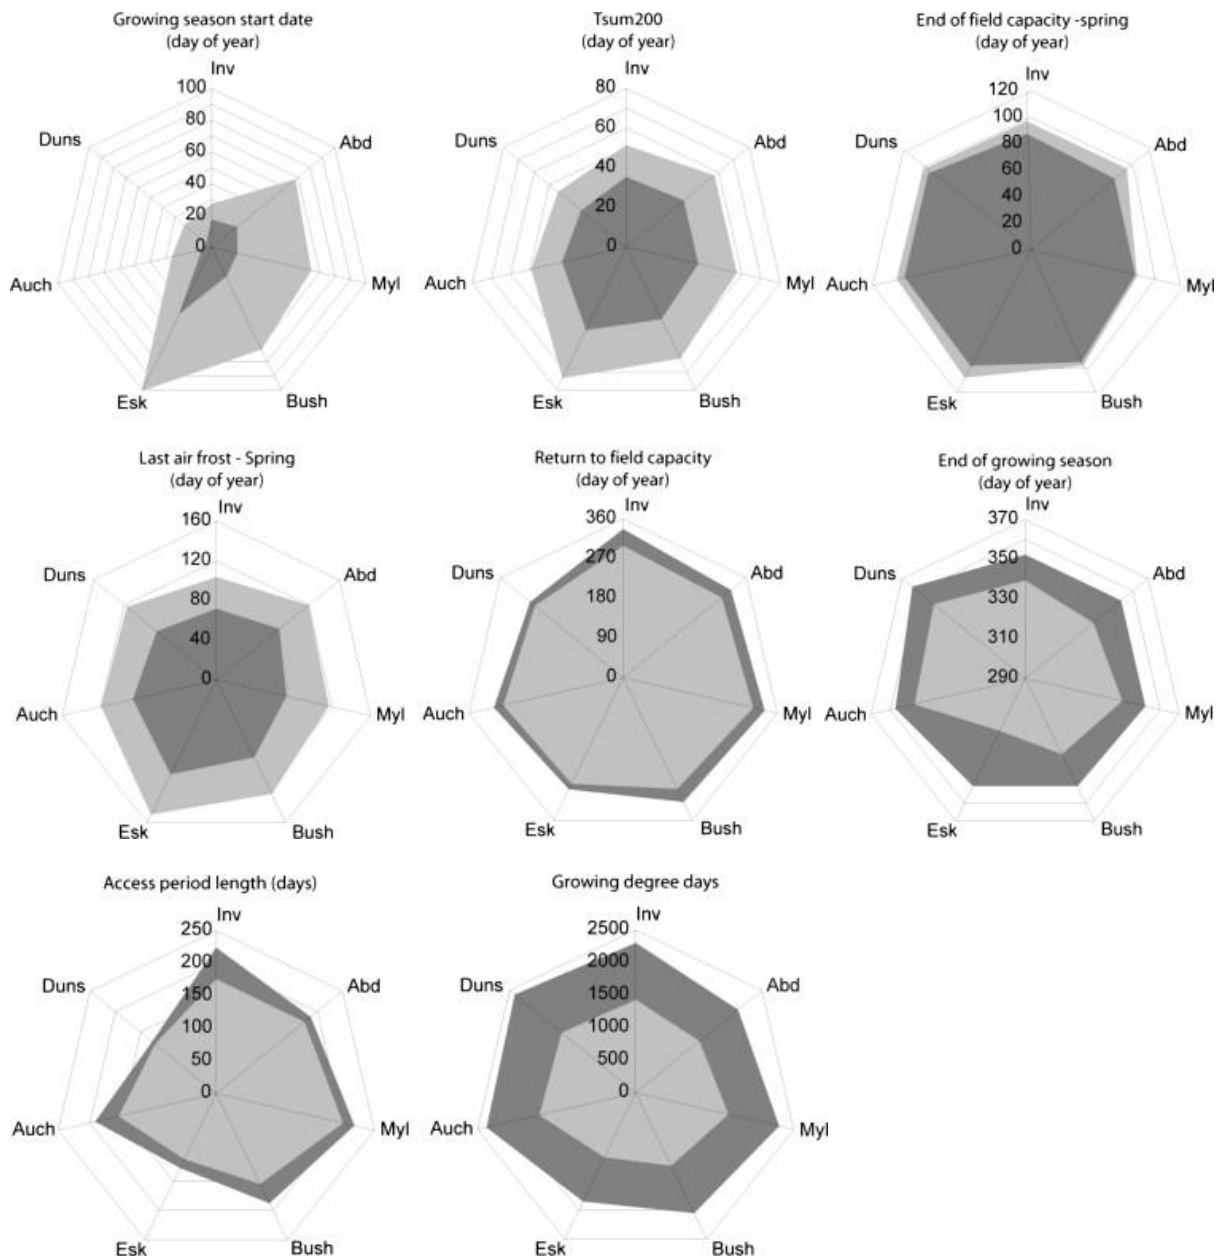 Growing season start date
(day of year)
Inv
100
90
80
60
40
20
0
Abd
Myl
Bush
Esk
Auch
Duns
Tsum200
(day of year)
Inv
80
60
40
20
0
Abd
Myl
Bush
Esk
Auch
Duns
End of field capacity -spring
(day of year)
Inv
120
100
80
60
40
20
0
Abd
Myl
Bush
Esk
Auch
Duns
Last air frost - Spring
(day of year)
Inv
160
120
80
40
0
Abd
Myl
Bush
Esk
Auch
Duns
Return to field capacity
(day of year)
Inv
360
270
180
90
0
Abd
Myl
Bush
Esk
Auch
Duns
End of growing season
(day of year)
Inv
370
350
330
310
290
Abd
Myl
Bush
Esk
Auch
Duns
Access period length (days)
Inv
250
200
150
100
50
0
Abd
Myl
Bush
Esk
Auch
Duns
Growing degree days
Inv
2500
2000
1500
1000
500
0
Abd
Myl
Bush
Esk
Auch
Duns